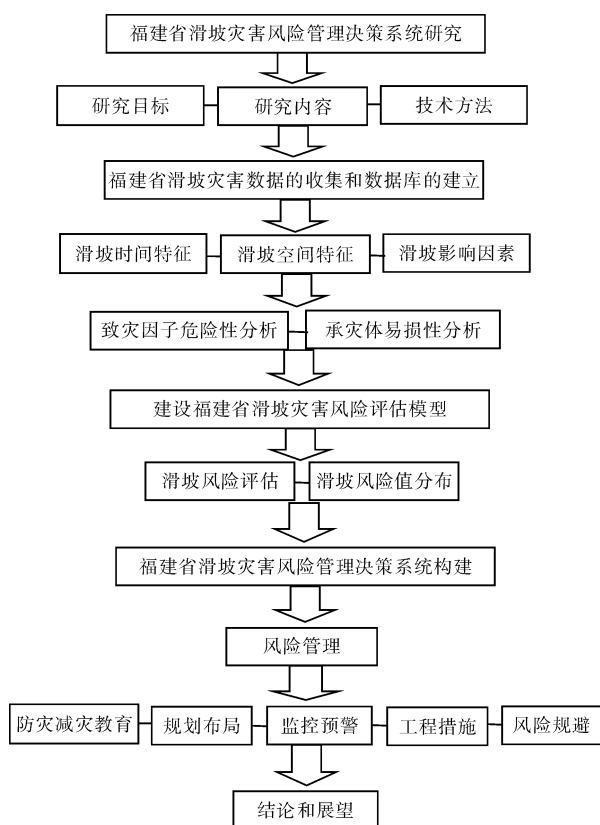 福建省滑坡灾害风险管理决策系统研究
研究目标
研究内容
技术方法
福建省滑坡灾害数据的收集和数据库的建立
滑坡时间特征
滑坡空间特征
滑坡影响因素
致灾因子危险性分析
承灾体易损性分析
建设福建省滑坡灾害风险评估模型
滑坡风险评估
滑坡风险值分布
福建省滑坡灾害风险管理决策系统构建
风险管理
防灾减灾教育
规划布局
监控预警
工程措施
风险规避
结论和展望